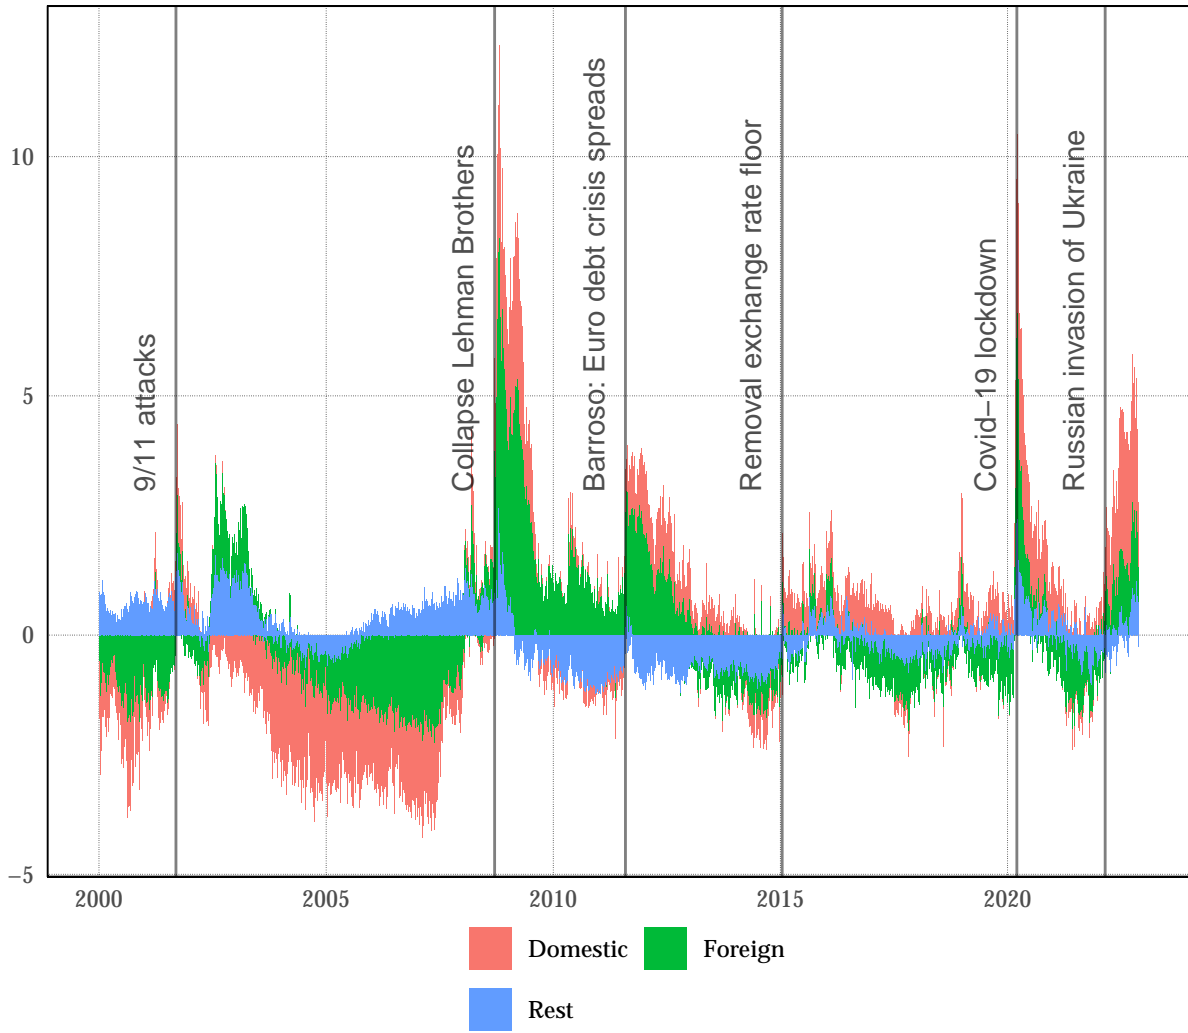 10
5
0
−5
9/11 attacks
Collapse Lehman Brothers
Barroso: Euro debt crisis spreads
Removal exchange rate floor
Covid−19 lockdown
Russian invasion of Ukraine
2000 2005 2010 2015 2020
Domestic Foreign
Rest